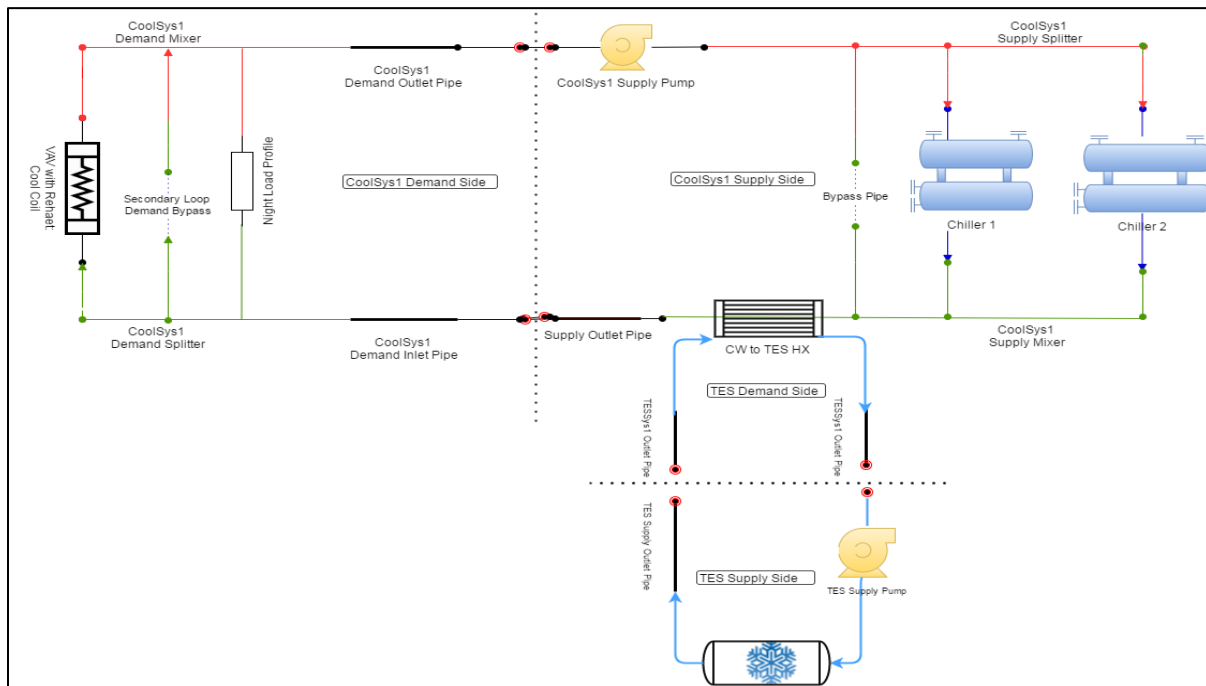 CoolSys1
Demand Mixer
CoolSys1
Demand Outlet Pipe
CoolSys1 Supply Pump
CoolSys1
Supply Splitter
VAV with Rehaet
Cool Coil
Secondary Loop
Demand Bypass
Night Load Profile
CoolSys1 Demand Side
CoolSys1 Supply Side
Bypass Pipe
Chiller 1
Chiller 2
CoolSys1
Demand Splitter
CoolSys1
Demand Inlet Pipe
Supply Outlet Pipe
CW to TES HX
CoolSys1
Supply Mixer
TESSys1 Outlet Pipe
TES Demand Side
TESSys1 Outlet Pipe
TES Supply Outlet
Pipe
TES Supply Side
TES Supply Pump